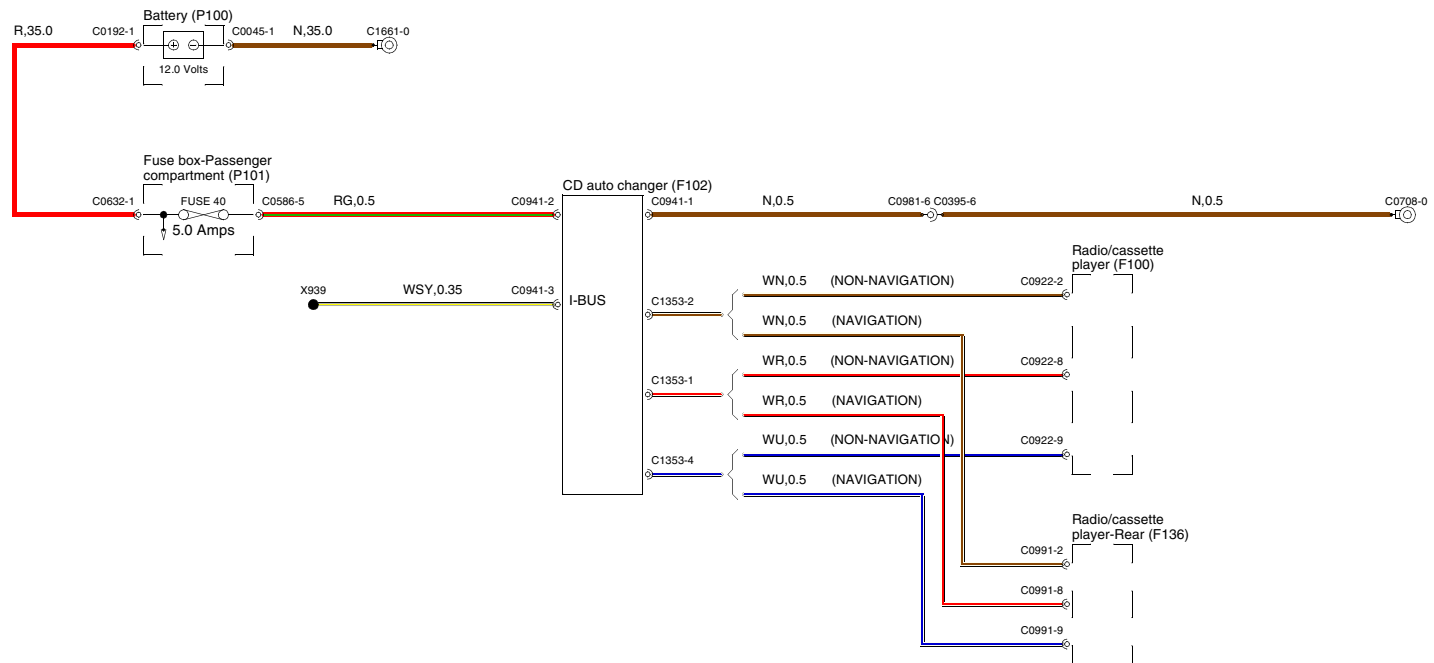 Battery (P100)
R,35.0
C0192-1
C0045-1
N,35.0
C1661-0
12.0 Volts
Fuse box-Passenger
compartment (P101)
C0632-1
FUSE 40
C0586-5
RG,0.5
C0941-2
5.0 Amps
CD auto changer (F102)
C0941-1
N,0.5
C0981-6
C0395-6
N,0.5
C0708-0
X939
WSY,0.35
C0941-3
I-BUS
Radio/cassette
player (F100)
WN,0.5
(NON-NAVIGATION)
C0922-2
C1353-2
WN,0.5
(NAVIGATION)
WR,0.5
(NON-NAVIGATION)
C0922-8
C1353-1
WR,0.5
(NAVIGATION)
WU,0.5
(NON-NAVIGATION)
C0922-9
C1353-4
WU,0.5
(NAVIGATION)
Radio/cassette
player-Rear (F136)
C0991-2
C0991-8
C0991-9